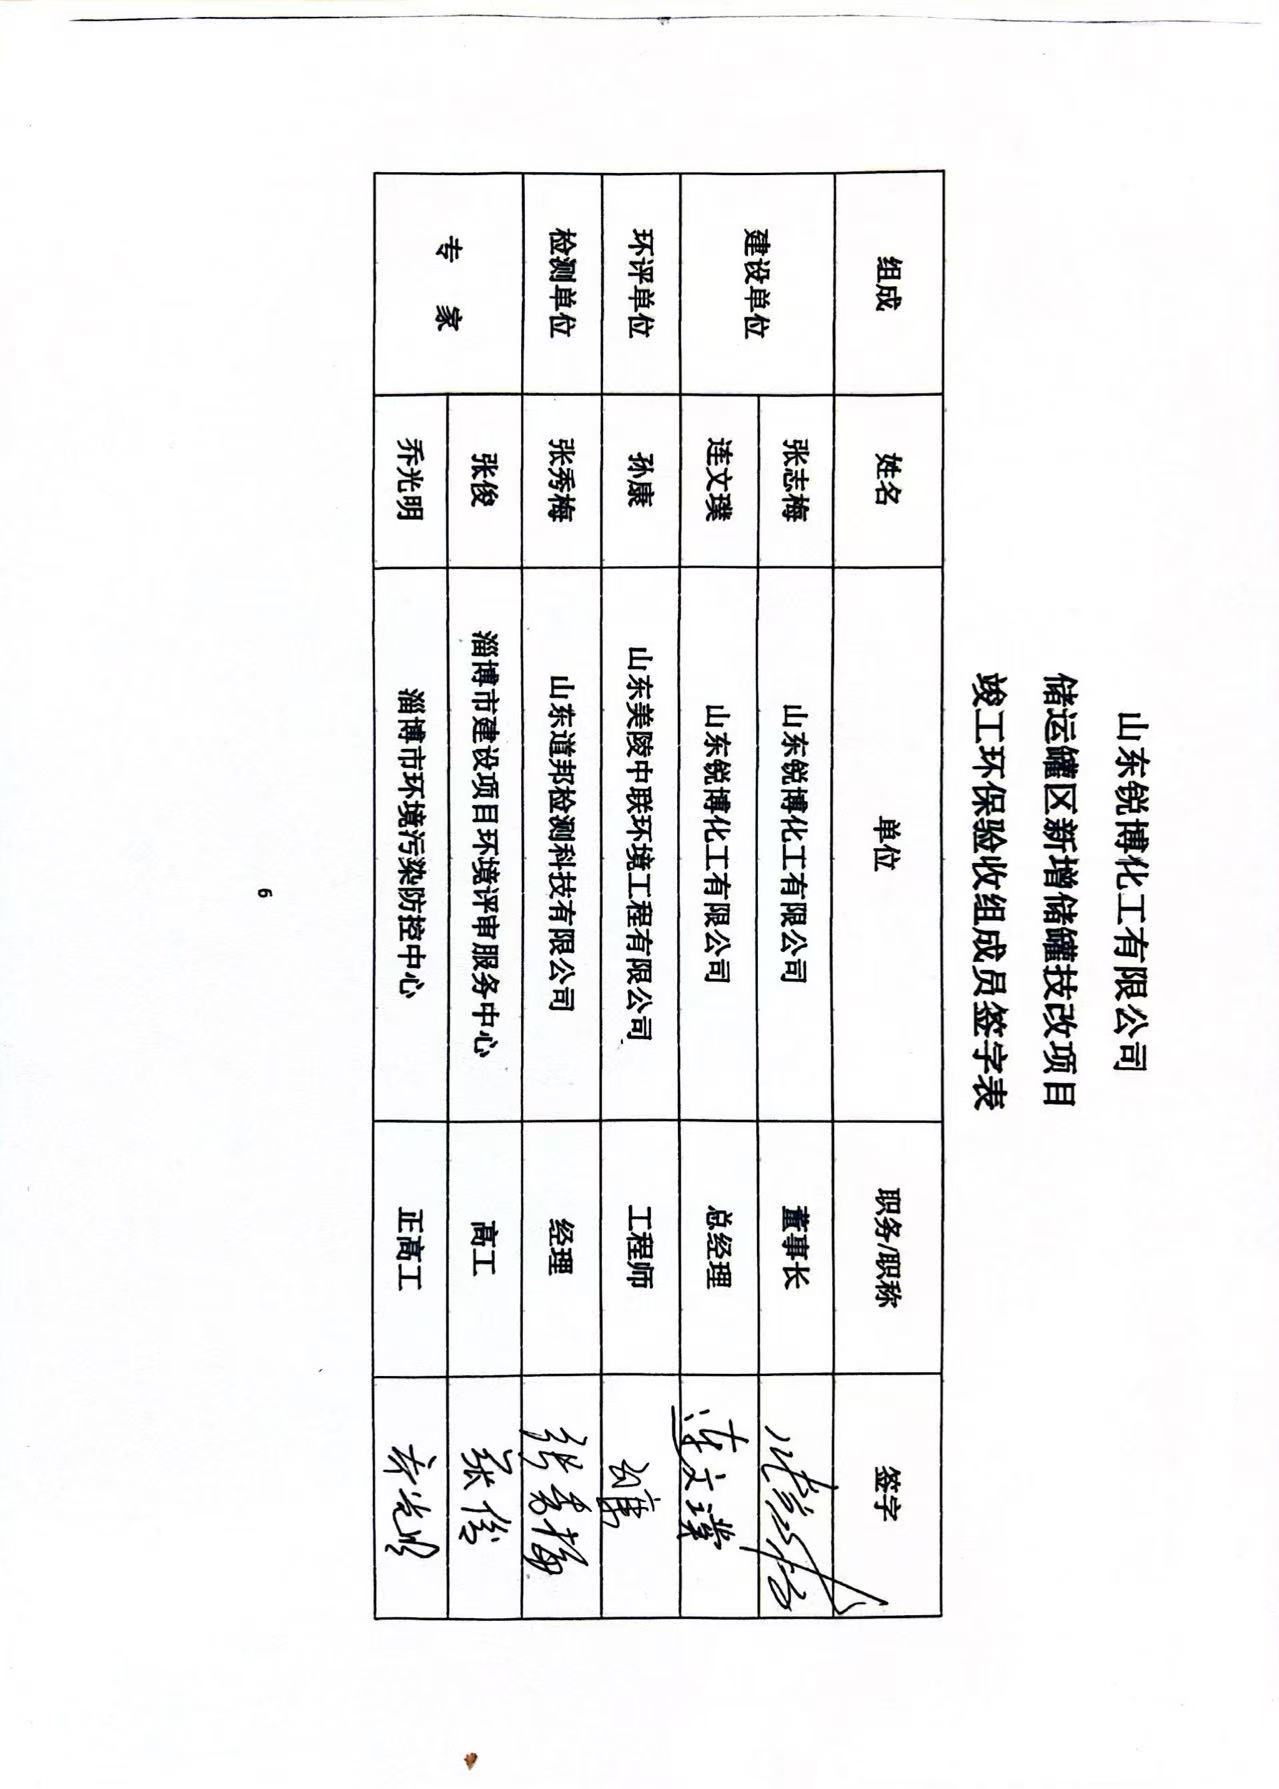 山东锐博化工有限公司
储运罐区新增储罐技改项目
竣工环保验收组成员签字表
组成 姓名 单位 职务/职称 签字
建设单位 张志梅 山东锐博化工有限公司 董事长
连文璞 山东锐博化工有限公司 总经理 连文璞
环评单位 孙康 山东美陵中联环境工程有限公司 工程师 孙康
检测单位 张秀梅 山东道邦检测科技有限公司 经理 张秀梅
专家 张俊 淄博市建设项目环境评审服务中心 高工 张俊
乔光明 淄博市环境污染防控中心 正高工 乔光明
6